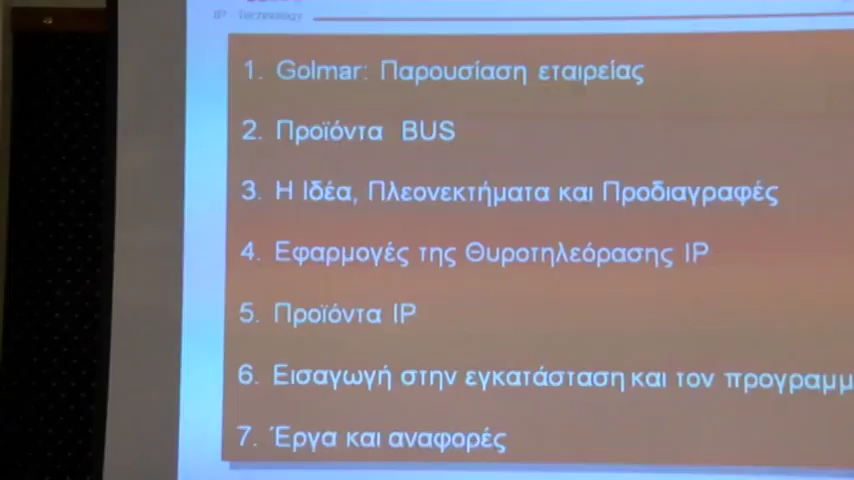 IP - Technology
1. Golmar: Παρουσίαση εταιρείας
2. Προϊόντα BUS
3. Η Ιδέα, Πλεονεκτήματα και Προδιαγραφές
4. Εφαρμογές της Θυροτηλεόρασης IP
5. Προϊόντα IP
6. Εισαγωγή στην εγκατάσταση και τον προγραμμ
7. Έργα και αναφορές